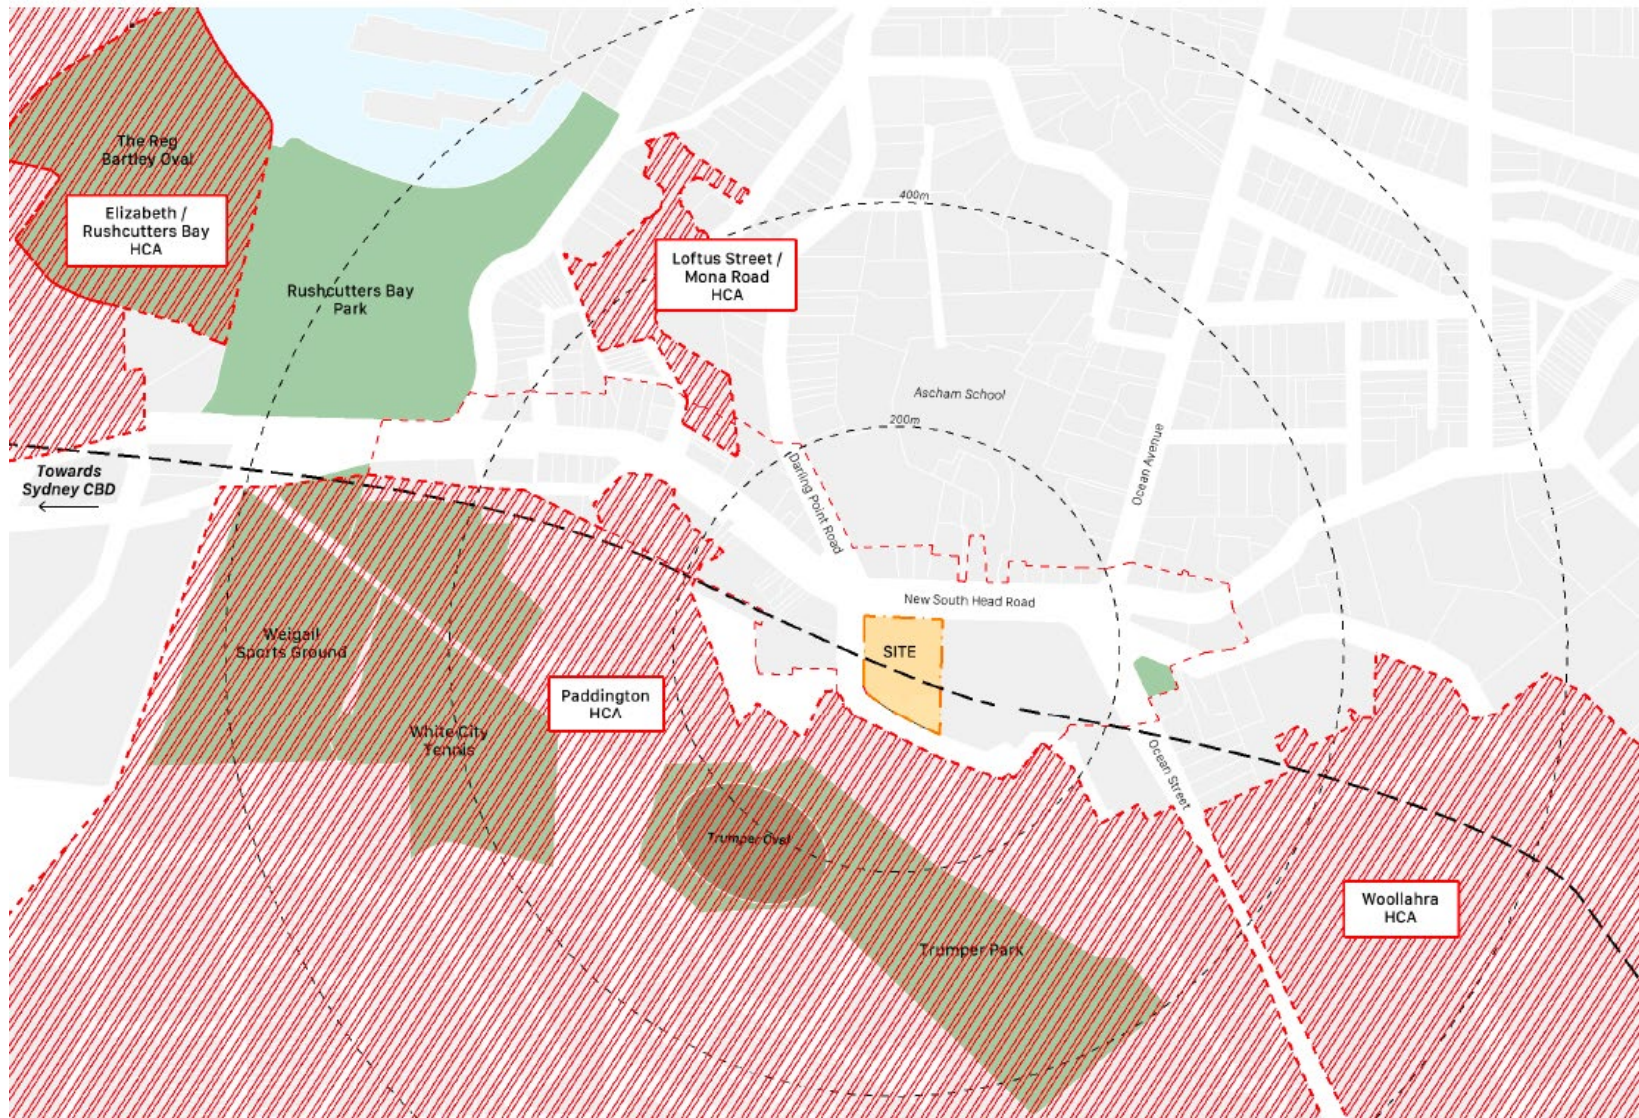 The Reg
Bartley Oval
Elizabeth /
Rushcutters Bay
HCA
Rushcutters Bay
Park
Loftus Street /
Mona Road
HCA
400m
Ascham School
200m
Ocean Avenue
Darling Point Road
Towards
Sydney CBD
New South Head Road
SITE
Weigall
Sports Ground
Paddington
HCA
White City
Tennis
Ocean Street
Trumper Oval
Woollahra
HCA
Trumper Park